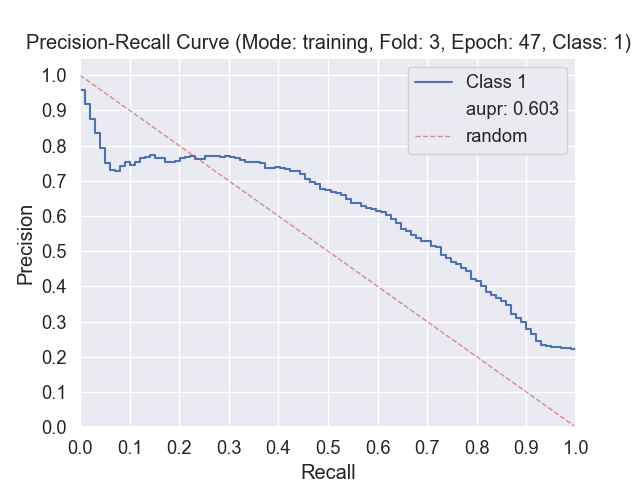 Precision-Recall Curve (Mode: training, Fold: 3, Epoch: 47, Class: 1)
1.0
0.9
0.8
0.7
0.6
0.5
0.4
0.3
0.2
0.1
0.0
Precision
Class 1
aupr: 0.603
random
0.0 0.1 0.2 0.3 0.4 0.5 0.6 0.7 0.8 0.9 1.0
Recall